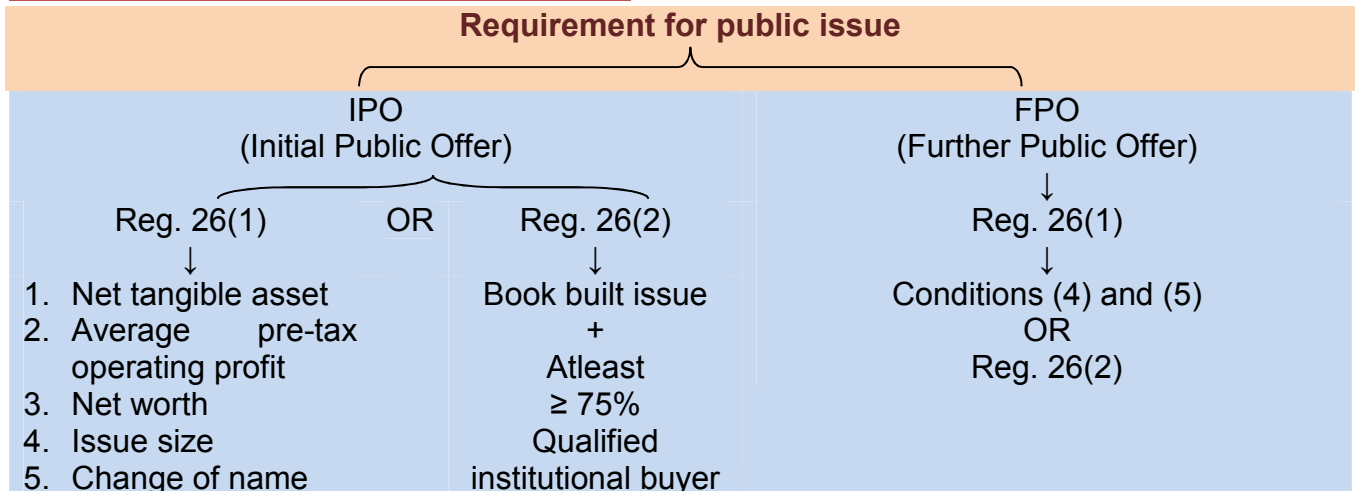 Requirement for public issue
IPO
(Initial Public Offer)
Reg. 26(1)
↓
1. Net tangible asset
2. Average pre-tax
operating profit
3. Net worth
4. Issue size
5. Change of name
OR
Reg. 26(2)
↓
Book built issue
+
Atleast
≥ 75%
Qualified
institutional buyer
FPO
(Further Public Offer)
↓
Reg. 26(1)
↓
Conditions (4) and (5)
OR
Reg. 26(2)